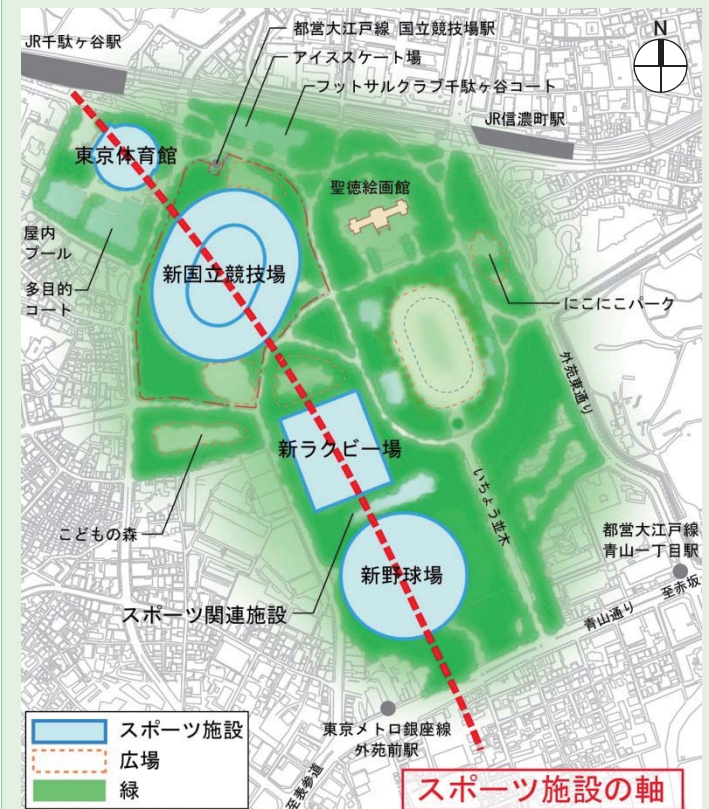 JR千駄ヶ谷駅
都営大江戸線 国立競技場駅
アイススケート場
フットサルクラブ千駄ヶ谷コート
N
JR信濃町駅
東京体育館
聖徳絵画館
屋内
プール
多目的
コート
新国立競技場
にこにこパーク
外苑東通り
新ラグビー場
いちょう並木
こどもの森
都営大江戸線
青山一丁目駅
至赤坂
新野球場
スポーツ関連施設
青山通り
東京メトロ銀座線
外苑前駅
至表参道
スポーツ施設
広場
緑
スポーツ施設の軸